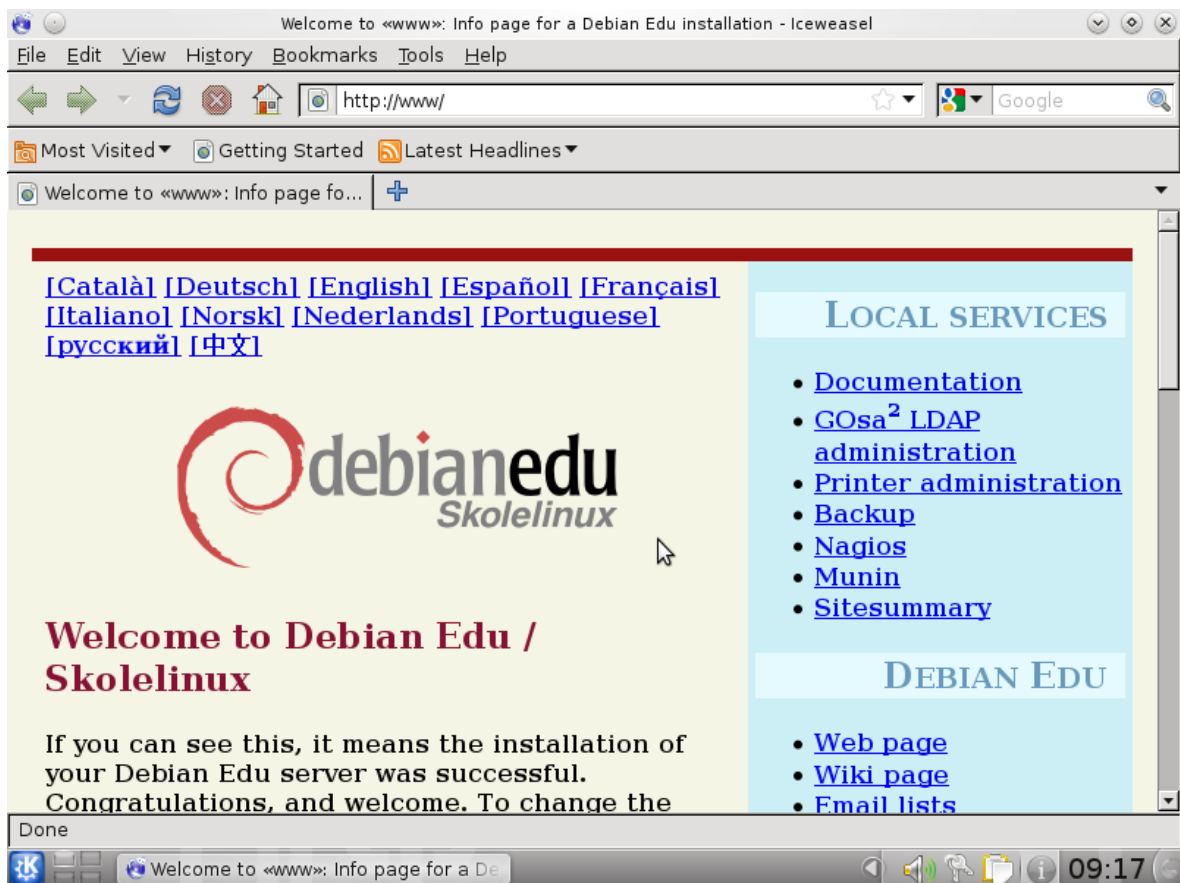 Welcome to «www»: Info page for a Debian Edu installation - Iceweasel
File Edit View History Bookmarks Tools Help
http://www/
Google
Most Visited Getting Started Latest Headlines
Welcome to «www»: Info page fo...
[Català] [Deutsch] [English] [Español] [Français]
[Italiano] [Norsk] [Nederlands] [Portuguese]
[русский] [中文]
debianedu
Skolelinux
Welcome to Debian Edu /
Skolelinux
If you can see this, it means the installation of
your Debian Edu server was successful.
Congratulations, and welcome. To change the
LOCAL SERVICES
• Documentation
• GOsa² LDAP
administration
• Printer administration
• Backup
• Nagios
• Munin
• Sitesummary
DEBIAN EDU
• Web page
• Wiki page
• Email lists
Done
Welcome to «www»: Info page for a De
09:17